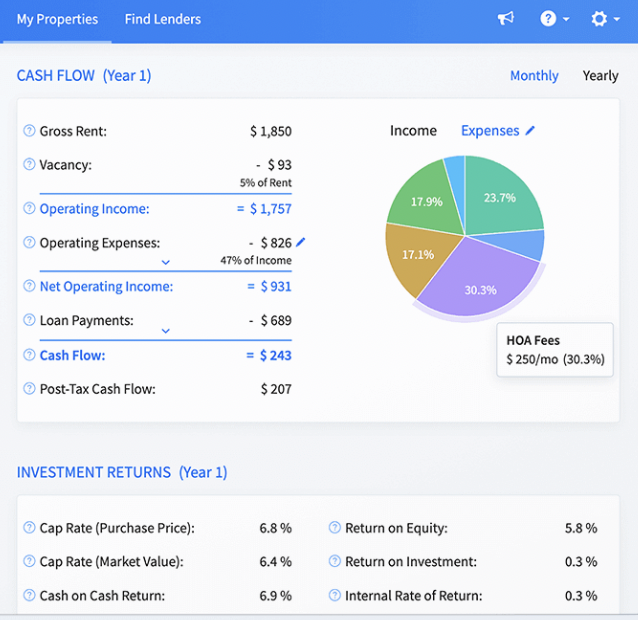 My Properties Find Lenders
CASH FLOW (Year 1) Monthly Yearly
Gross Rent: $ 1,850
Income Expenses
Vacancy: - $ 93
5% of Rent
Operating Income: = $ 1,757
Operating Expenses: - $ 826
47% of Income
Net Operating Income: = $ 931
Loan Payments: - $ 689
Cash Flow: = $ 243
Post-Tax Cash Flow: $ 207
23.7%
17.9%
17.1%
30.3%
HOA Fees
$ 250/mo (30.3%)
INVESTMENT RETURNS (Year 1)
Cap Rate (Purchase Price): 6.8 % Return on Equity: 5.8 %
Cap Rate (Market Value): 6.4 % Return on Investment: 0.3 %
Cash on Cash Return: 6.9 % Internal Rate of Return: 0.3 %